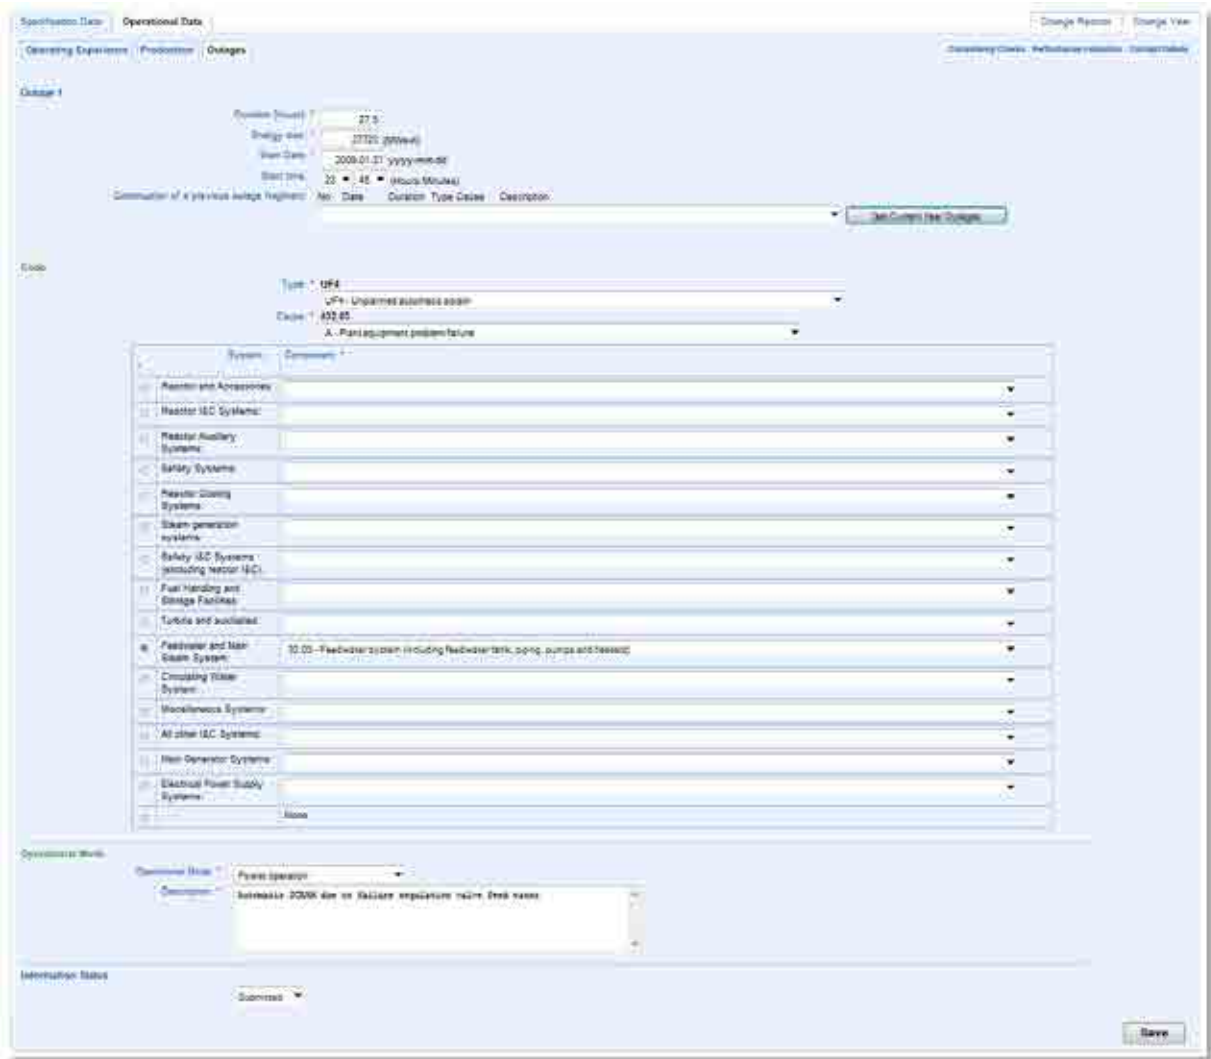 Specification Data Operational Data Change Reactor Change Year
Operating Experience Production Outages Consistency Checks Performance Indicators Contact Details
Outage 1
Duration (hours): * 27.5
Energy lost: * (MWe.h)
Start Date: * 2009.01.21 yyyy.mm.dd
Start time: 23 45 (Hours:Minutes)
Continuation of a previous outage fragment: No Date Duration Type Cause Description
Get Current Year Outages
Code
Type: * UF4
UF4 - Unplanned automatic scram
Cause: *
A - Plant equipment problem/failure
System: Component: *
Reactor and Accessories
Reactor I&C Systems:
Reactor Auxiliary
Systems:
Safety Systems:
Reactor Cooling
Systems:
Steam generation
systems:
Safety I&C Systems
(excluding reactor I&C):
Fuel Handling and
Storage Facilities:
Turbine and auxiliaries:
Feedwater and Main
Steam System:
- Feedwater system (including feedwater tank, piping, pumps and heaters)
Circulating Water
System:
Miscellaneous Systems:
All other I&C Systems:
Main Generator Systems
Electrical Power Supply
Systems:
None
Operational Mode
Operational Mode: * Power operation
Description: * Automatic SCRAM due to failure regulation valve feed water
Information Status
Submitted
Save